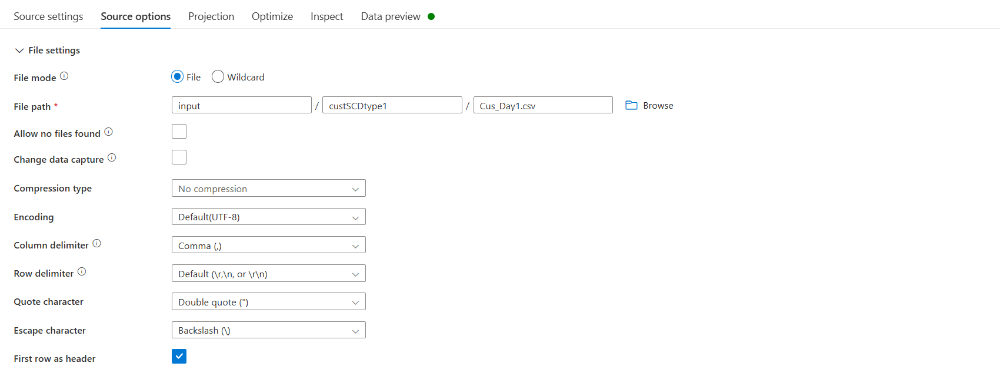 Source settings Source options Projection Optimize Inspect Data preview
File settings
File mode File Wildcard
File path * input / custSCDtype1 / Cus_Day1.csv Browse
Allow no files found
Change data capture
Compression type No compression
Encoding Default(UTF-8)
Column delimiter Comma (,)
Row delimiter Default (\r,\n, or \r\n)
Quote character Double quote (")
Escape character Backslash (\)
First row as header